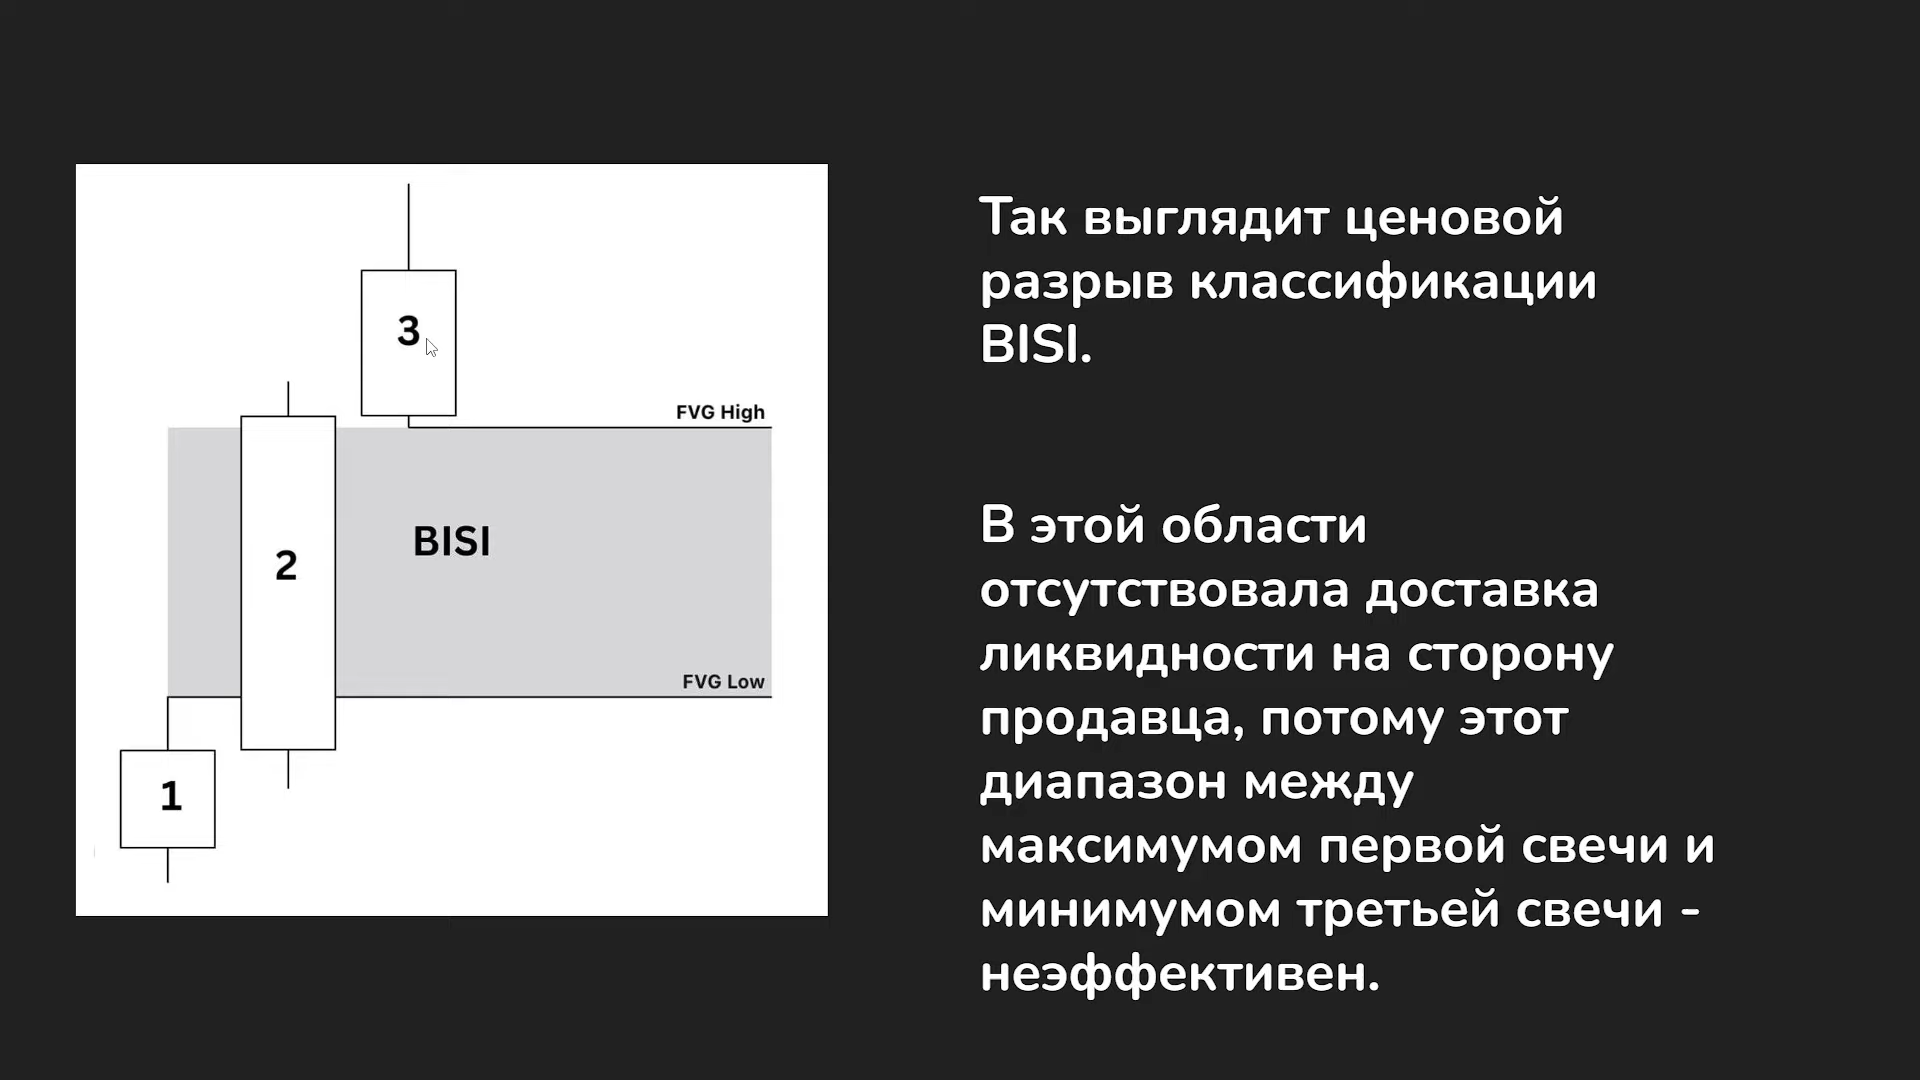 3
FVG High
BISI
2
FVG Low
1
Так выглядит ценовой
разрыв классификации
BISI.
В этой области
отсутствовала доставка
ликвидности на сторону
продавца, потому этот
диапазон между
максимумом первой свечи и
минимумом третьей свечи -
неэффективен.